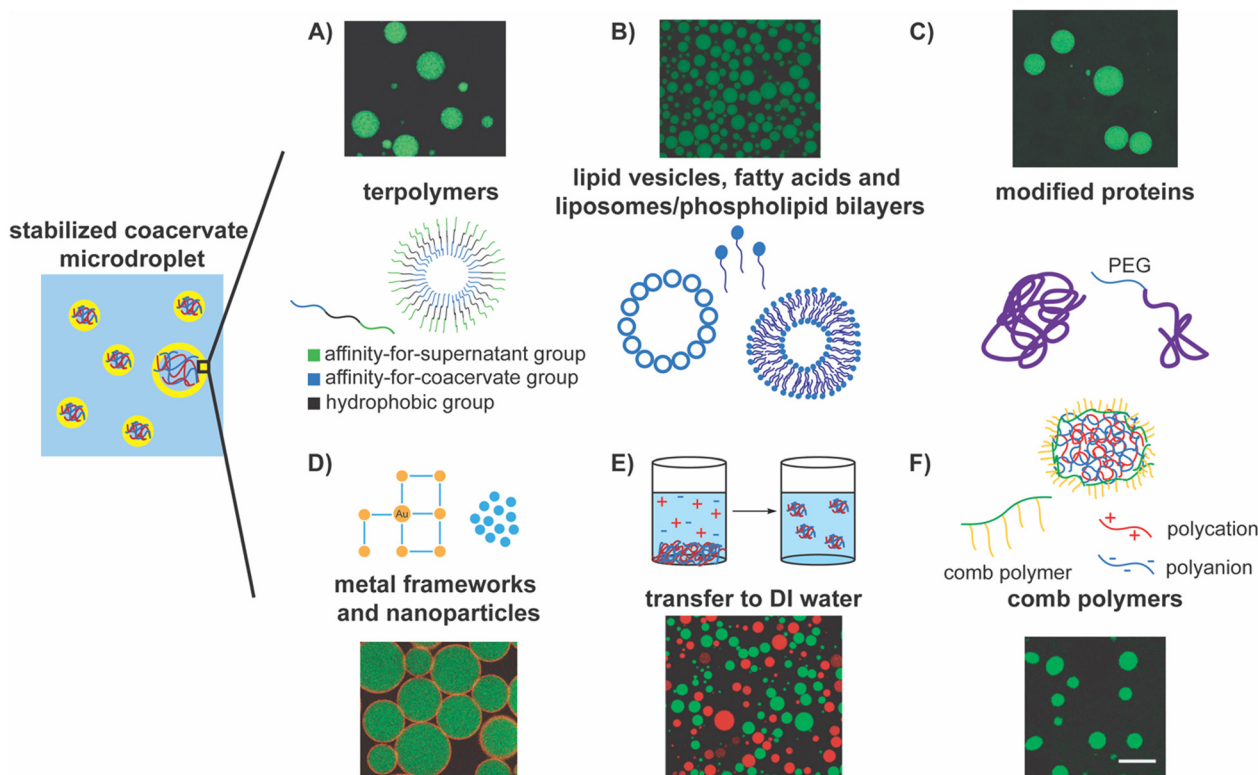 A)
B)
C)
terpolymers
lipid vesicles, fatty acids and
liposomes/phospholipid bilayers
modified proteins
stabilized coacervate
microdroplet
PEG
affinity-for-supernatant group
affinity-for-coacervate group
hydrophobic group
D)
E)
F)
Au
+ - +
- + -
+ - +
-
comb polymer
+
+
polycation
- -
- -
polyanion
metal frameworks
and nanoparticles
transfer to DI water
comb polymers